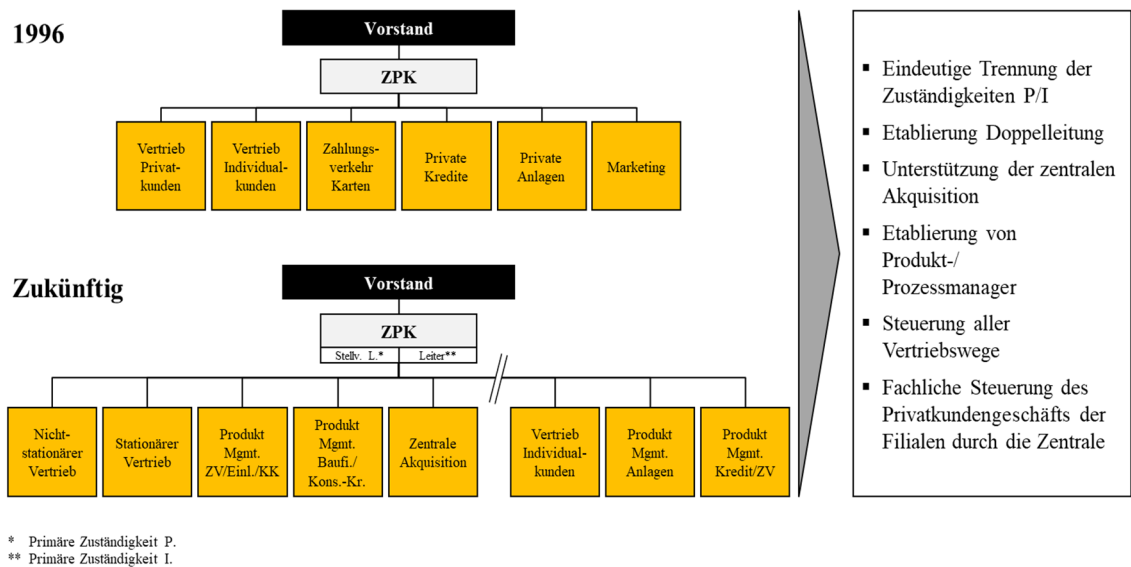 1996
Vorstand
ZPK
Vertrieb
Privat-
kunden
Vertrieb
Individual-
kunden
Zahlungs-
verkehr
Karten
Private
Kredite
Private
Anlagen
Marketing
Zukünftig
Vorstand
ZPK
Stellv. L.*
Leiter**
Nicht-
stationärer
Vertrieb
Stationärer
Vertrieb
Produkt
Mgmt.
ZV/Einl./KK
Produkt
Mgmt.
Baufi./
Kons.-Kr.
Zentrale
Akquisition
Vertrieb
Individual-
kunden
Produkt
Mgmt.
Anlagen
Produkt
Mgmt.
Kredit/ZV
▪ Eindeutige Trennung der
Zuständigkeiten P/I
▪ Etablierung Doppelleitung
▪ Unterstützung der zentralen
Akquisition
▪ Etablierung von
Produkt-/
Prozessmanager
▪ Steuerung aller
Vertriebswege
▪ Fachliche Steuerung des
Privatkundengeschäfts der
Filialen durch die Zentrale
* Primäre Zuständigkeit P.
** Primäre Zuständigkeit I.